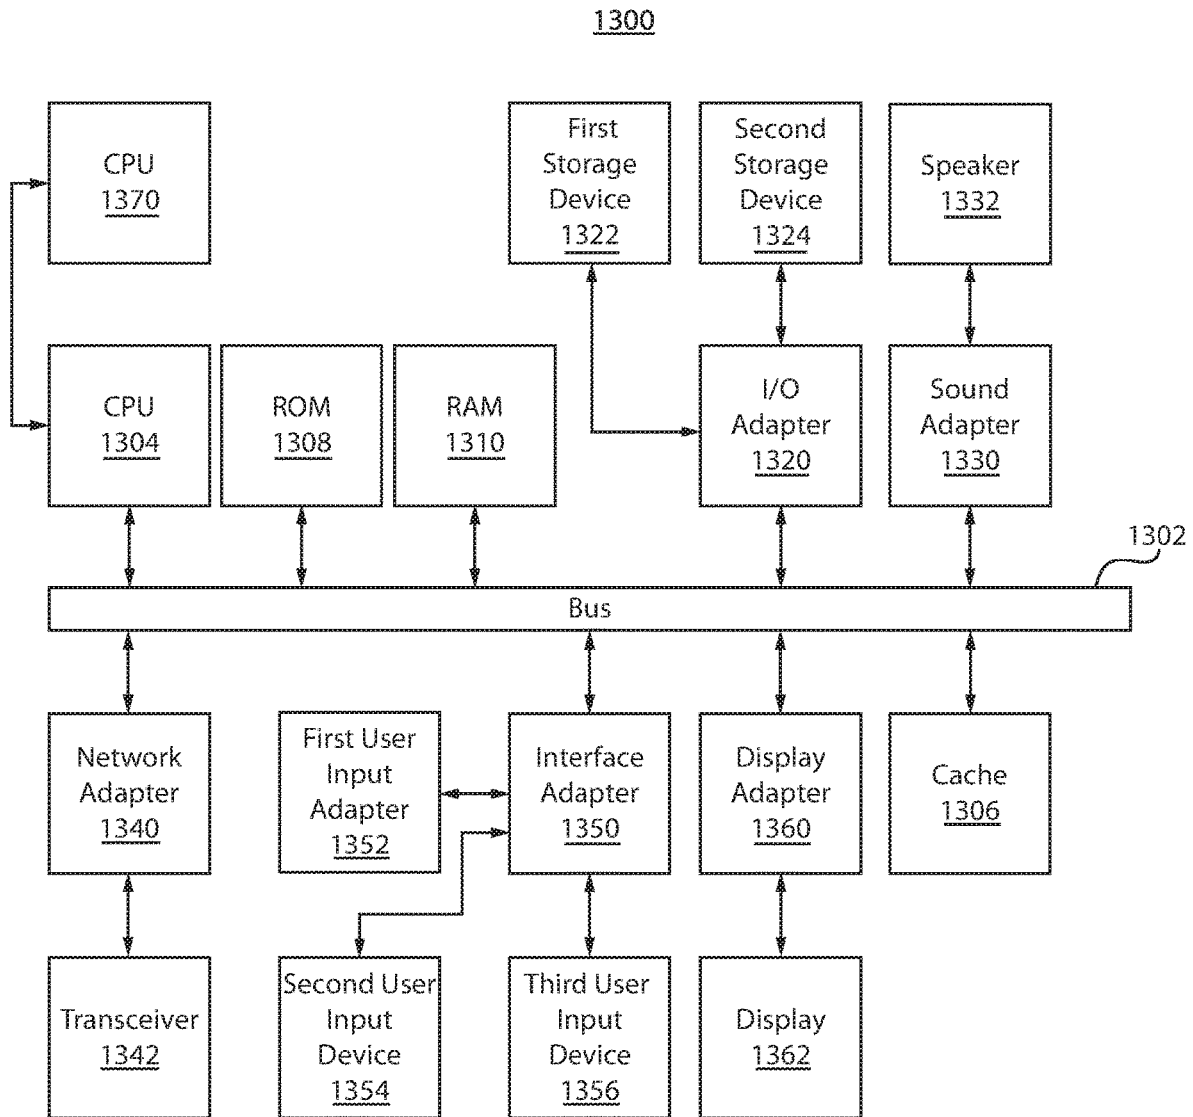 1300
CPU
1370
First
Storage
Device
1322
Second
Storage
Device
1324
Speaker
1332
CPU
1304
ROM
1308
RAM
1310
I/O
Adapter
1320
Sound
Adapter
1330
1302
Bus
Network
Adapter
1340
First User
Input
Adapter
1352
Interface
Adapter
1350
Display
Adapter
1360
Cache
1306
Transceiver
1342
Second User
Input
Device
1354
Third User
Input
Device
1356
Display
1362